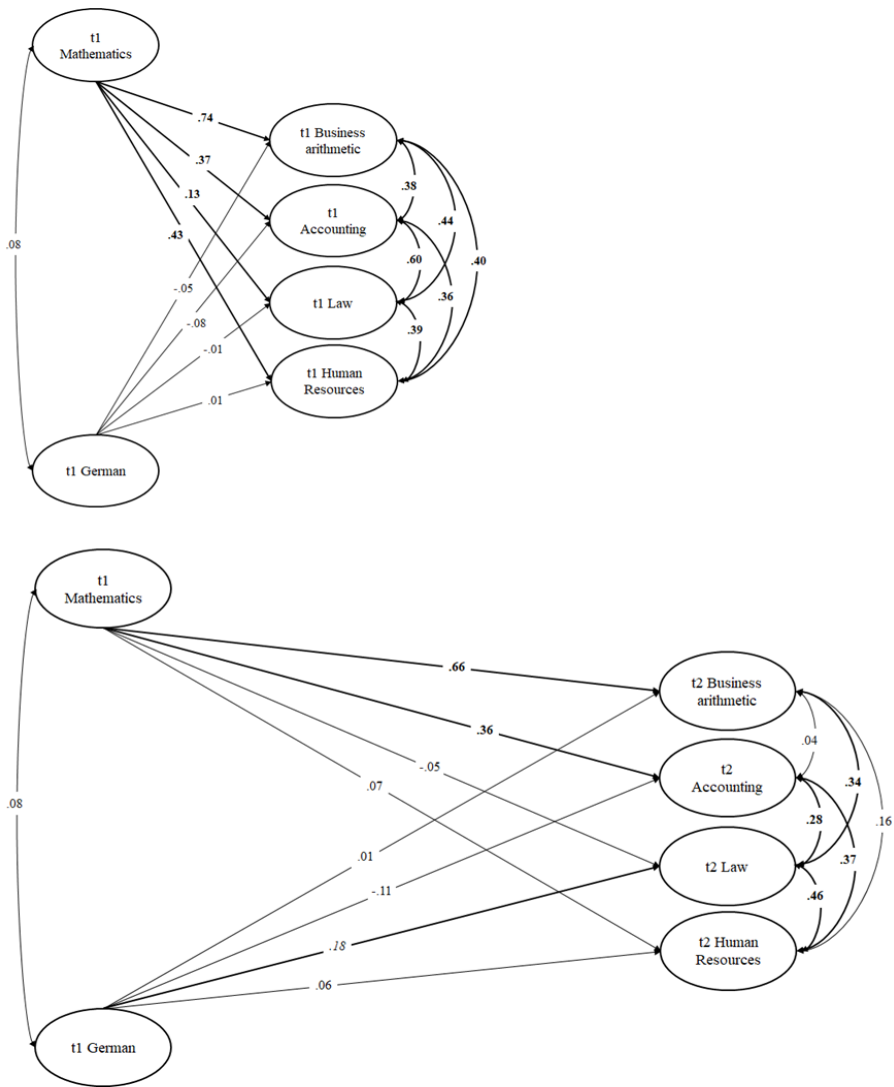 t1
Mathematics
.74
t1 Business
arithmetic
.37
.38
.13
.44
t1
Accounting
.43
.08
.60
.40
-.05
.36
t1 Law
-.08
.39
-.01
t1 Human
Resources
.01
t1 German
t1
Mathematics
.66
t2 Business
arithmetic
.36
.04
-.05
t2
Accounting
.34
.07
.08
.28
.16
.01
.37
t2 Law
-.11
.46
.18
t2 Human
Resources
.06
t1 German